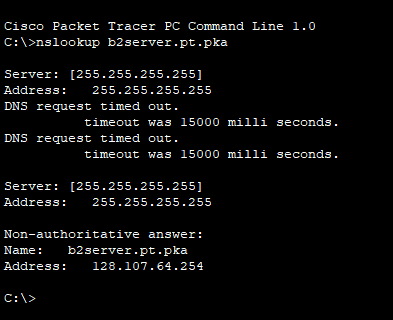 Cisco Packet Tracer PC Command Line 1.0
C:\>nslookup b2server.pt.pka
Server: [255.255.255.255]
Address:   255.255.255.255
DNS request timed out.
timeout was 15000 milli seconds.
DNS request timed out.
timeout was 15000 milli seconds.
Server: [255.255.255.255]
Address:   255.255.255.255
Non-authoritative answer:
Name:   b2server.pt.pka
Address:   128.107.64.254
C:\>